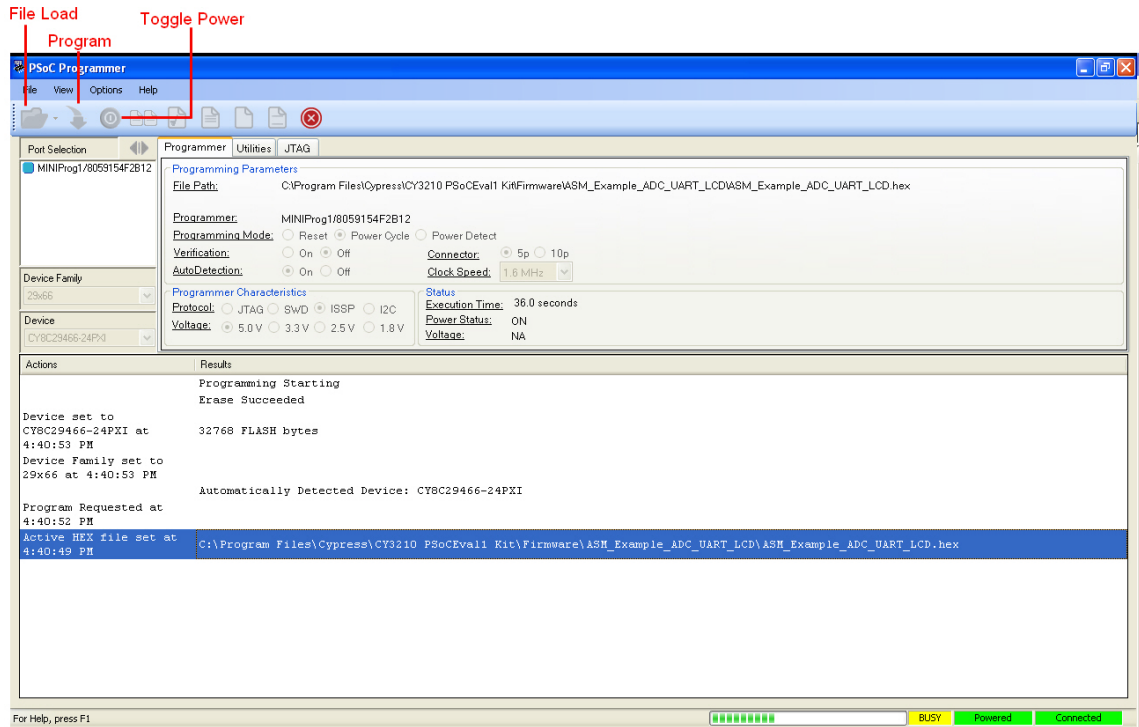 File Load
Toggle Power
Program
PSoC Programmer
File View Options Help
Port Selection
Programmer Utilities JTAG
MINIProg1/8059154F2B12
Programming Parameters
File Path: C:\Program Files\Cypress\CY3210 PSoCEval1 Kit\Firmware\ASM_Example_ADC_UART_LCD\ASM_Example_ADC_UART_LCD.hex
Programmer: MINIProg1/8059154F2B12
Programming Mode: Reset Power Cycle Power Detect
Verification: On Off Connector: 5p 10p
AutoDetection: On Off Clock Speed: 1.6 MHz
Device Family
29x66
Device
CY8C29466-24PXI
Programmer Characteristics
Protocol: JTAG SWD ISSP I2C
Voltage: 5.0 V 3.3 V 2.5 V 1.8 V
Status
Execution Time: 36.0 seconds
Power Status: ON
Voltage: NA
Actions Results
Programming Starting
Erase Succeeded
Device set to
CY8C29466-24PXI at 32768 FLASH bytes
4:40:53 PM
Device Family set to
29x66 at 4:40:53 PM
Automatically Detected Device: CY8C29466-24PXI
Program Requested at
4:40:52 PM
Active HEX file set at
4:40:49 PM
C:\Program Files\Cypress\CY3210 PSoCEval1 Kit\Firmware\ASM_Example_ADC_UART_LCD\ASM_Example_ADC_UART_LCD.hex
For Help, press F1
BUSY Powered Connected